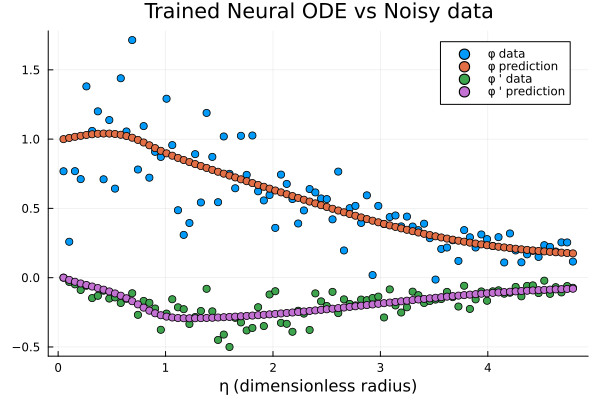 Trained Neural ODE vs Noisy data
φ data
φ prediction
φ ' data
φ ' prediction
1.5
1.0
0.5
0.0
−0.5
0 1 2 3 4
η (dimensionless radius)